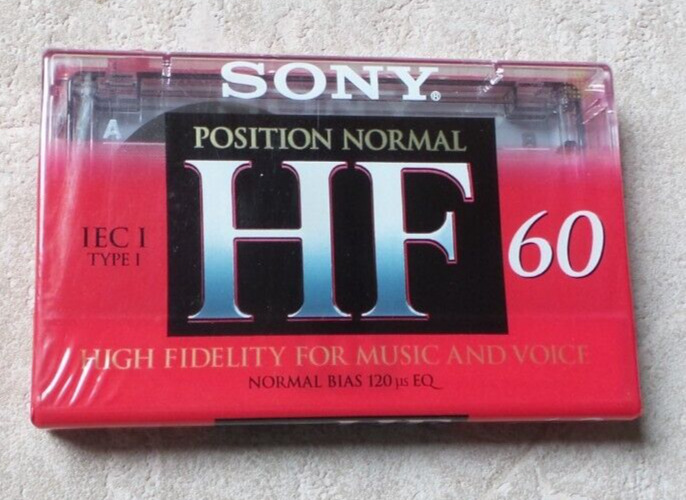 SONY®
A
POSITION NORMAL
HF
IEC I
TYPE I
60
HIGH FIDELITY FOR MUSIC AND VOICE
NORMAL BIAS 120 µs EQ